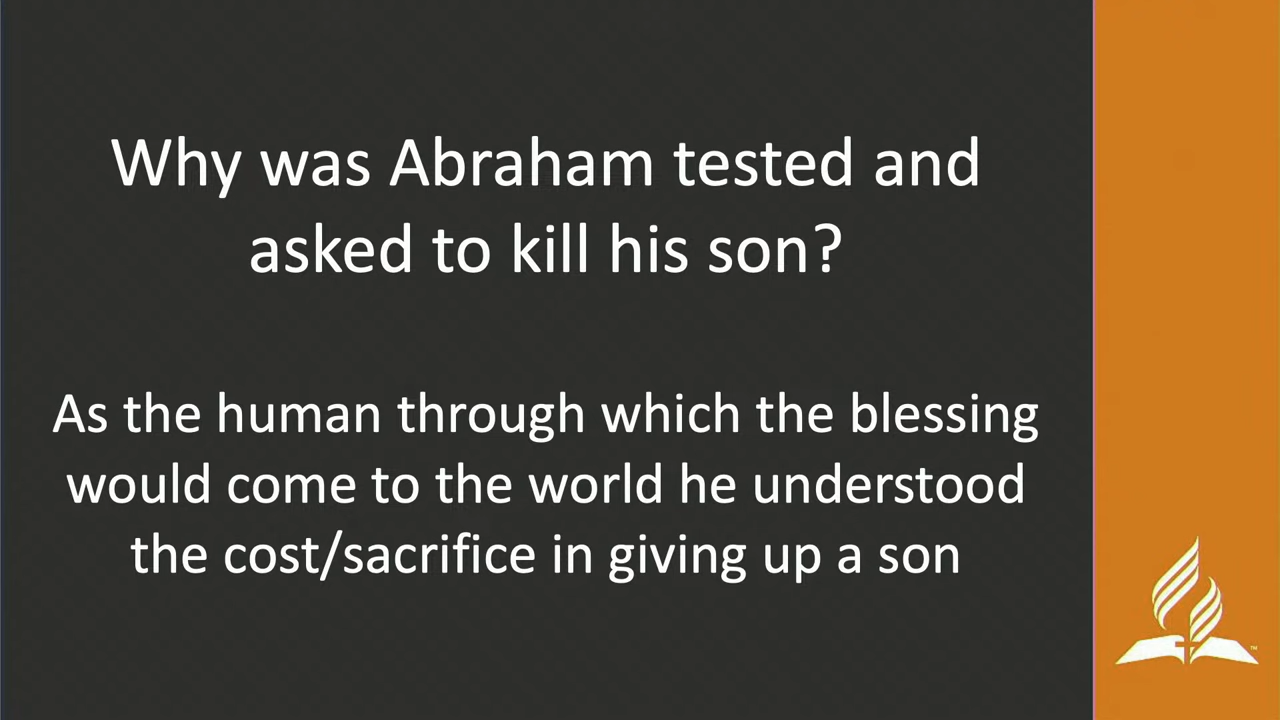 Why was Abraham tested and
asked to kill his son?
As the human through which the blessing
would come to the world he understood
the cost/sacrifice in giving up a son
™